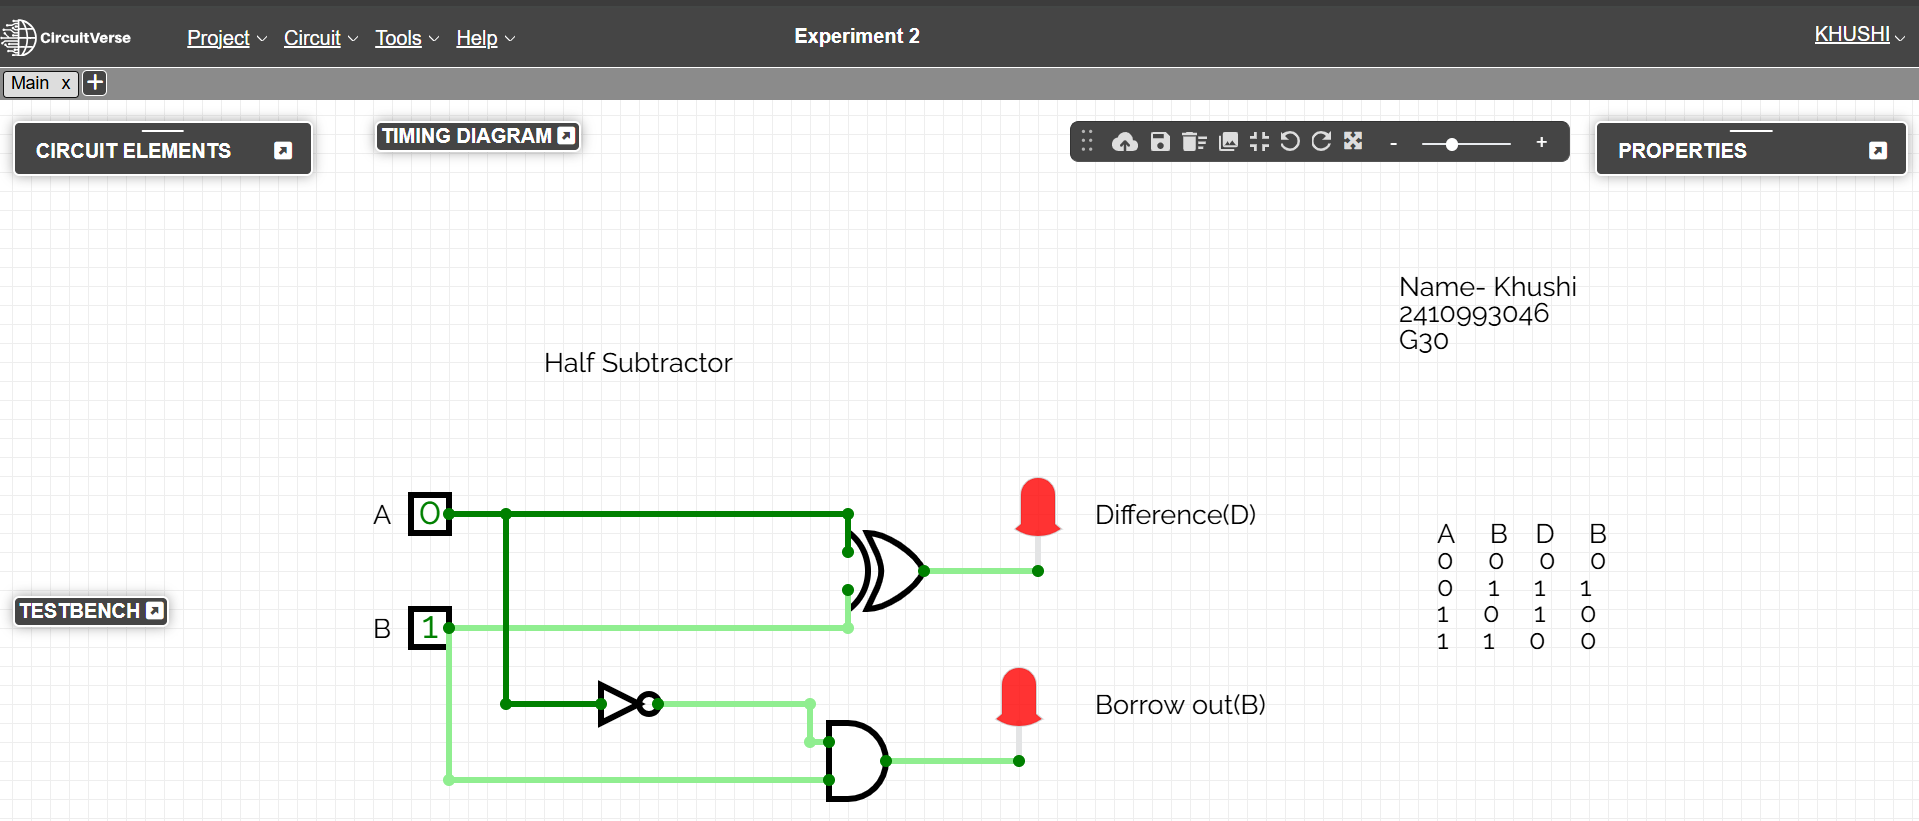 CircuitVerse
Project Circuit Tools Help
Experiment 2
KHUSHI
Main x +
CIRCUIT ELEMENTS
TIMING DIAGRAM
- +
PROPERTIES
Name- Khushi
2410993046
G30
Half Subtractor
A 0
Difference(D)
B 1
Borrow out(B)
TESTBENCH
A B D B
0 0 0 0
0 1 1 1
1 0 1 0
1 1 0 0